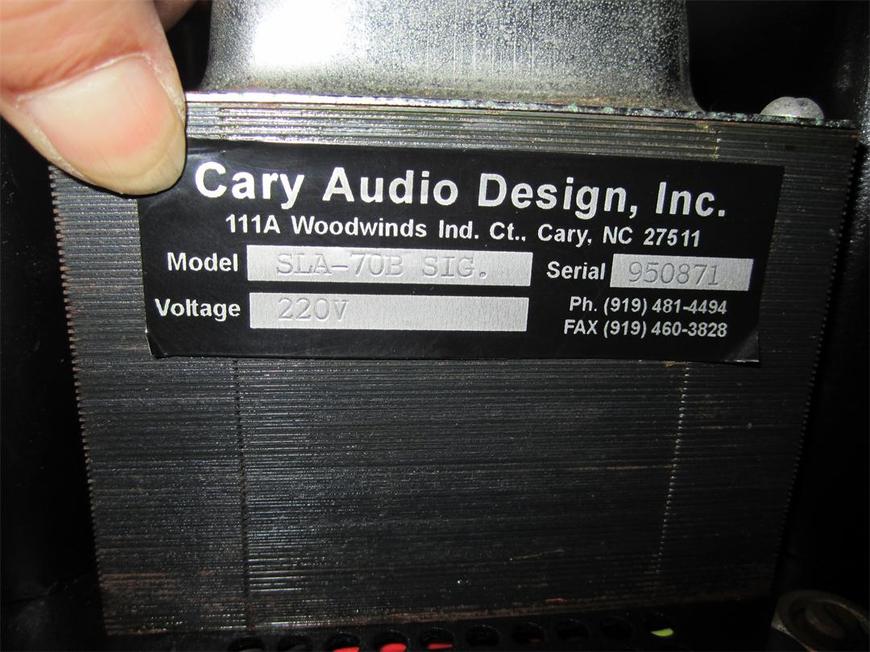 Cary Audio Design, Inc.
111A Woodwinds Ind. Ct., Cary, NC 27511
Model SLA-70B SIG. Serial 950871
Voltage 220V Ph. (919) 481-4494
FAX (919) 460-3828